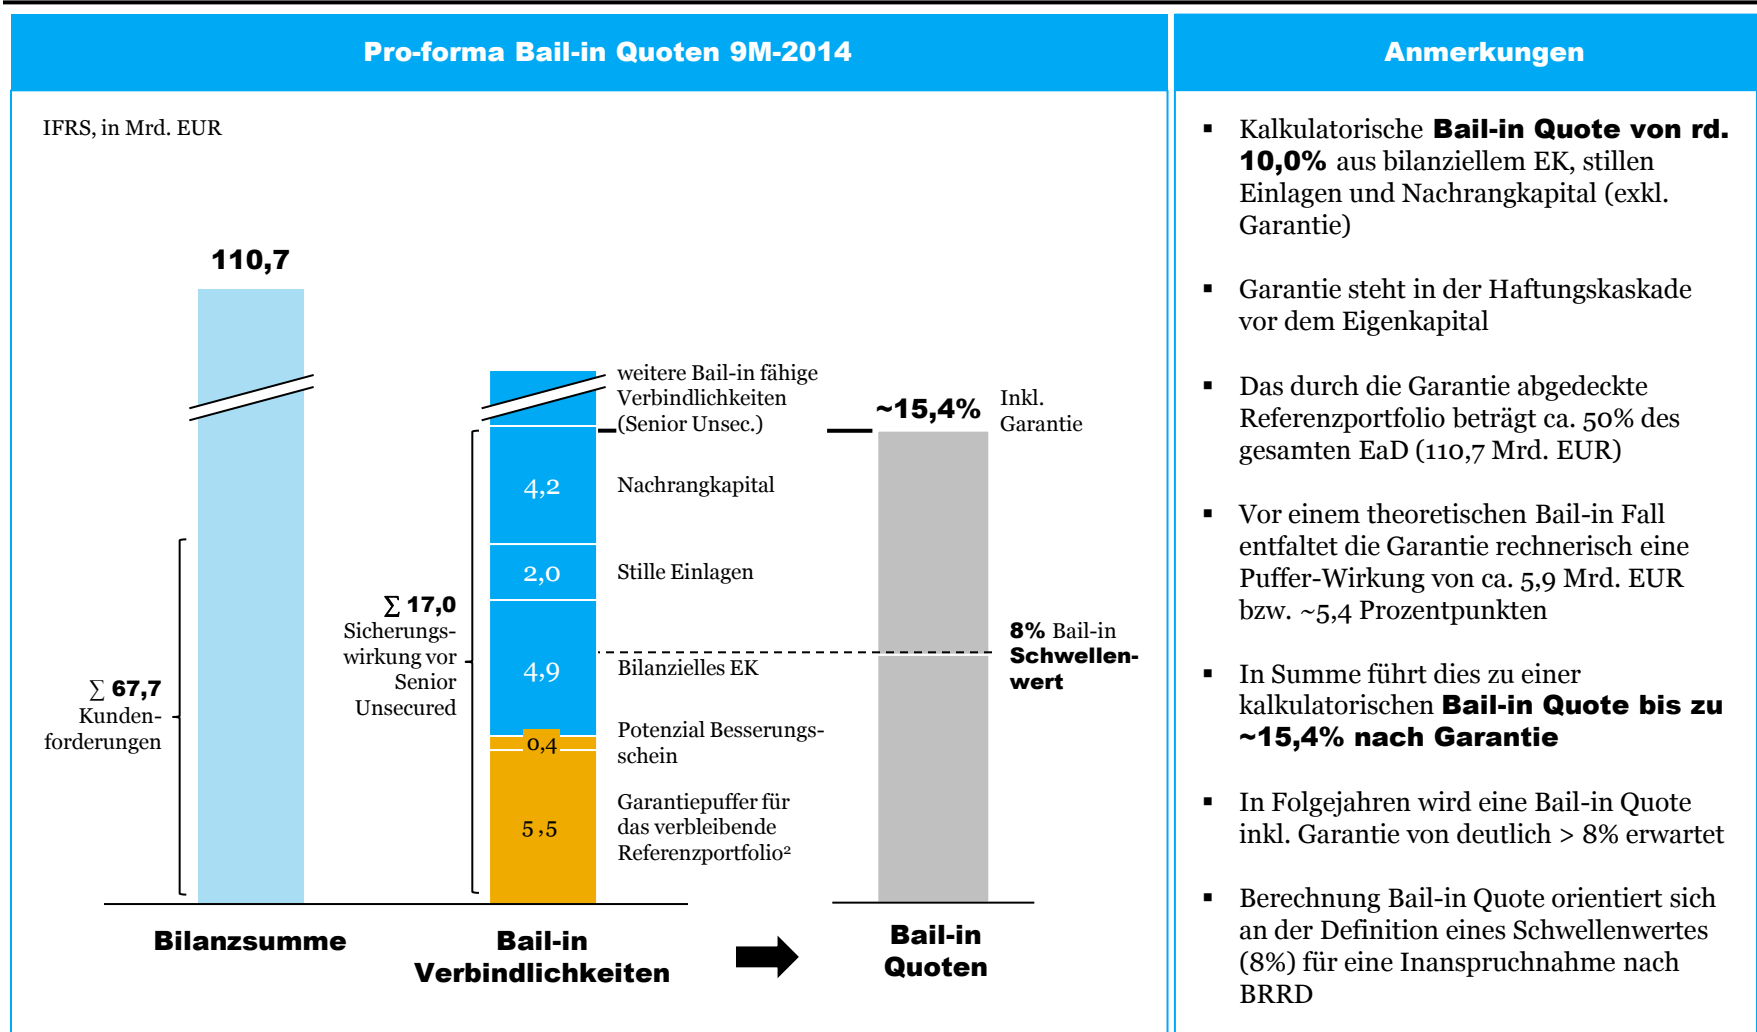 Pro-forma Bail-in Quoten 9M-2014
IFRS, in Mrd. EUR
110,7
∑ 67,7
Kunden-
forderungen
∑ 17,0
Sicherungs-
wirkung vor
Senior
Unsecured
4,2
2,0
4,9
0,4
5,5
weitere Bail-in fähige
Verbindlichkeiten
(Senior Unsec.)
Nachrangkapital
Stille Einlagen
Bilanzielles EK
Potenzial Besserungs-
schein
Garantiepuffer für
das verbleibende
Referenzportfolio²
~15,4%
Inkl.
Garantie
8% Bail-in
Schwellen-
wert
Bilanzsumme
Bail-in
Verbindlichkeiten
Bail-in
Quoten
Anmerkungen
▪ Kalkulatorische Bail-in Quote von rd.
10,0% aus bilanziellem EK, stillen
Einlagen und Nachrangkapital (exkl.
Garantie)
▪ Garantie steht in der Haftungskaskade
vor dem Eigenkapital
▪ Das durch die Garantie abgedeckte
Referenzportfolio beträgt ca. 50% des
gesamten EaD (110,7 Mrd. EUR)
▪ Vor einem theoretischen Bail-in Fall
entfaltet die Garantie rechnerisch eine
Puffer-Wirkung von ca. 5,9 Mrd. EUR
bzw. ~5,4 Prozentpunkten
▪ In Summe führt dies zu einer
kalkulatorischen Bail-in Quote bis zu
~15,4% nach Garantie
▪ In Folgejahren wird eine Bail-in Quote
inkl. Garantie von deutlich > 8% erwartet
▪ Berechnung Bail-in Quote orientiert sich
an der Definition eines Schwellenwertes
(8%) für eine Inanspruchnahme nach
BRRD